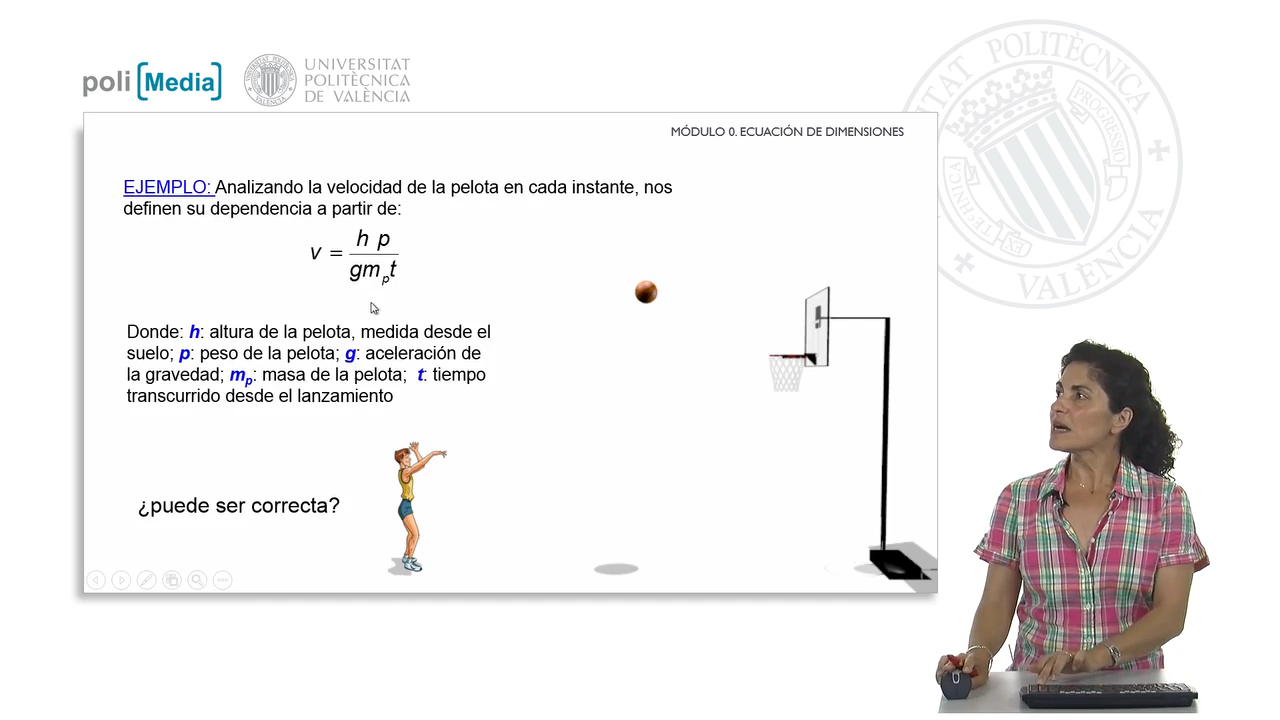 poli [Media]
UNIVERSITAT
POLITÈCNICA
DE VALÈNCIA
MÓDULO 0. ECUACIÓN DE DIMENSIONES
EJEMPLO: Analizando la velocidad de la pelota en cada instante, nos
definen su dependencia a partir de:
v = h p / gm_p t
Donde: h: altura de la pelota, medida desde el
suelo; p: peso de la pelota; g: aceleración de
la gravedad; m_p: masa de la pelota; t: tiempo
transcurrido desde el lanzamiento
¿puede ser correcta?
POLITÈCNICA
VALÈNCIA